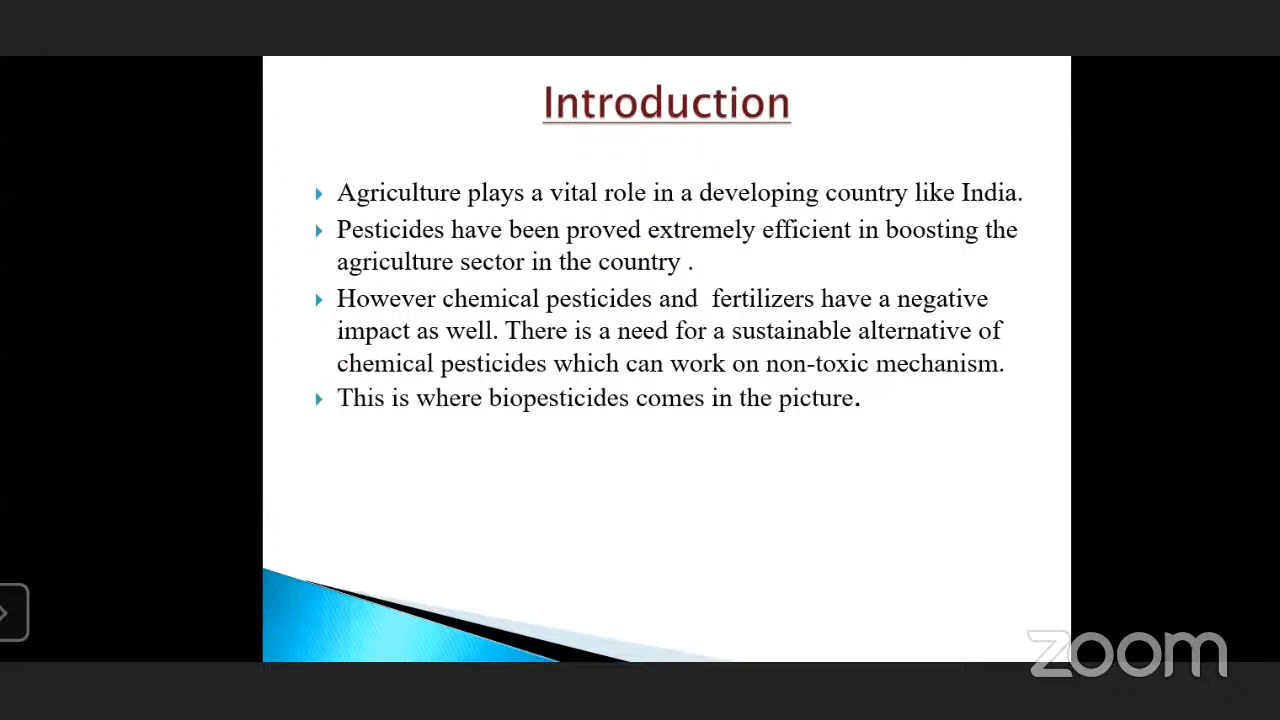 Introduction
Agriculture plays a vital role in a developing country like India.
Pesticides have been proved extremely efficient in boosting the
agriculture sector in the country .
However chemical pesticides and  fertilizers have a negative
impact as well. There is a need for a sustainable alternative of
chemical pesticides which can work on non-toxic mechanism.
This is where biopesticides comes in the picture.
zoom